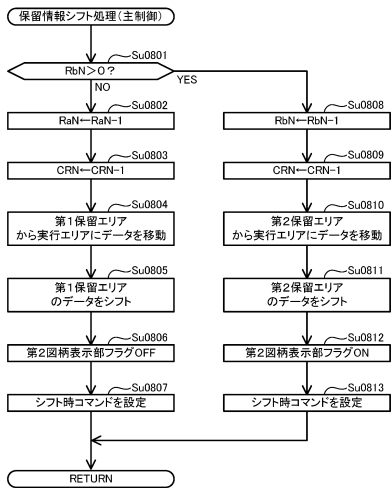 保留情報シフト処理(主制御)
Su0801
RbN>0?
YES
NO
Su0802
RaN←RaN-1
Su0803
CRN←CRN-1
Su0804
第1保留エリア
から実行エリアにデータを移動
Su0805
第1保留エリア
のデータをシフト
Su0806
第2図柄表示部フラグOFF
Su0807
シフト時コマンドを設定
Su0808
RbN←RbN-1
Su0809
CRN←CRN-1
Su0810
第2保留エリア
から実行エリアにデータを移動
Su0811
第2保留エリア
のデータをシフト
Su0812
第2図柄表示部フラグON
Su0813
シフト時コマンドを設定
RETURN